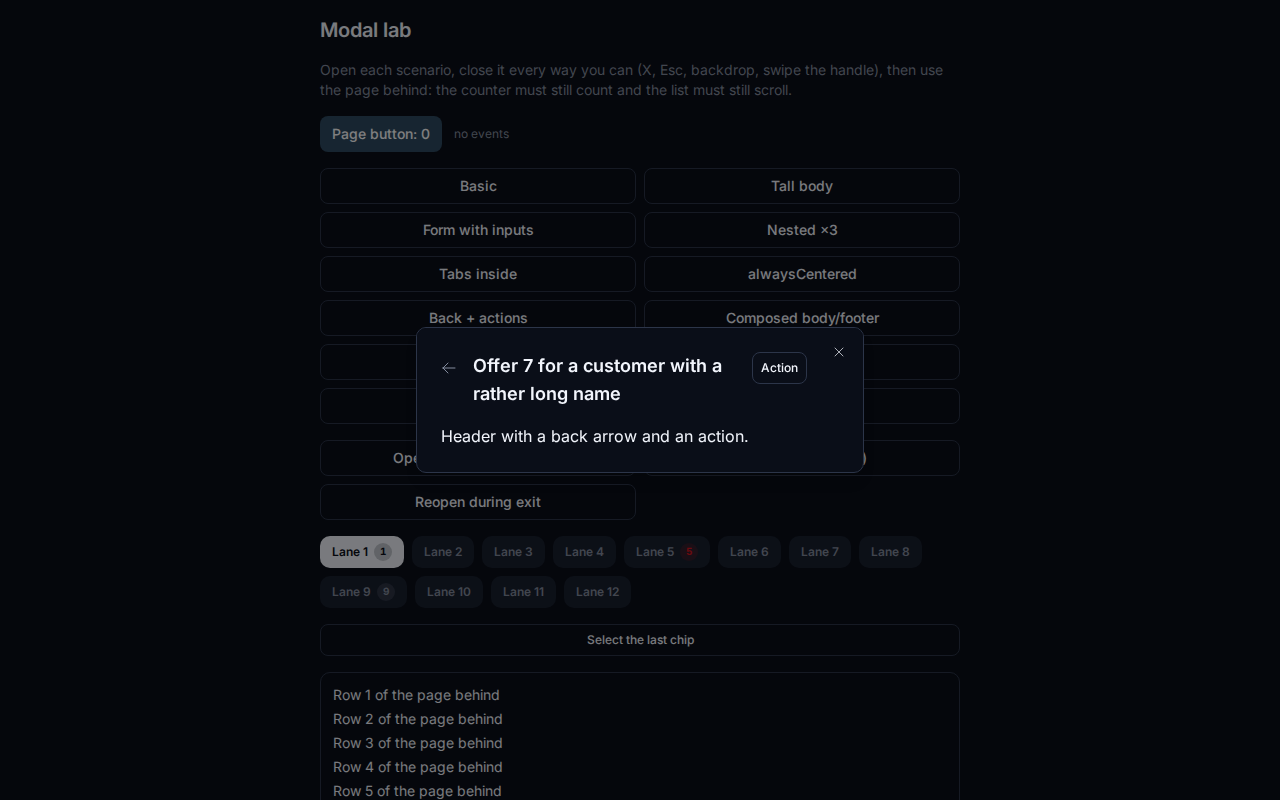 Modal lab
Open each scenario, close it every way you can (X, Esc, backdrop, swipe the handle), then use
the page behind: the counter must still count and the list must still scroll.
Page button: 0
no events
Basic
Tall body
Form with inputs
Nested ×3
Tabs inside
alwaysCentered
Back + actions
Composed body/footer
Offer 7 for a customer with a
rather long name
Action
Header with a back arrow and an action.
Reopen during exit
Lane 1 1
Lane 2
Lane 3
Lane 4
Lane 5 5
Lane 6
Lane 7
Lane 8
Lane 9 9
Lane 10
Lane 11
Lane 12
Select the last chip
Row 1 of the page behind
Row 2 of the page behind
Row 3 of the page behind
Row 4 of the page behind
Row 5 of the page behind